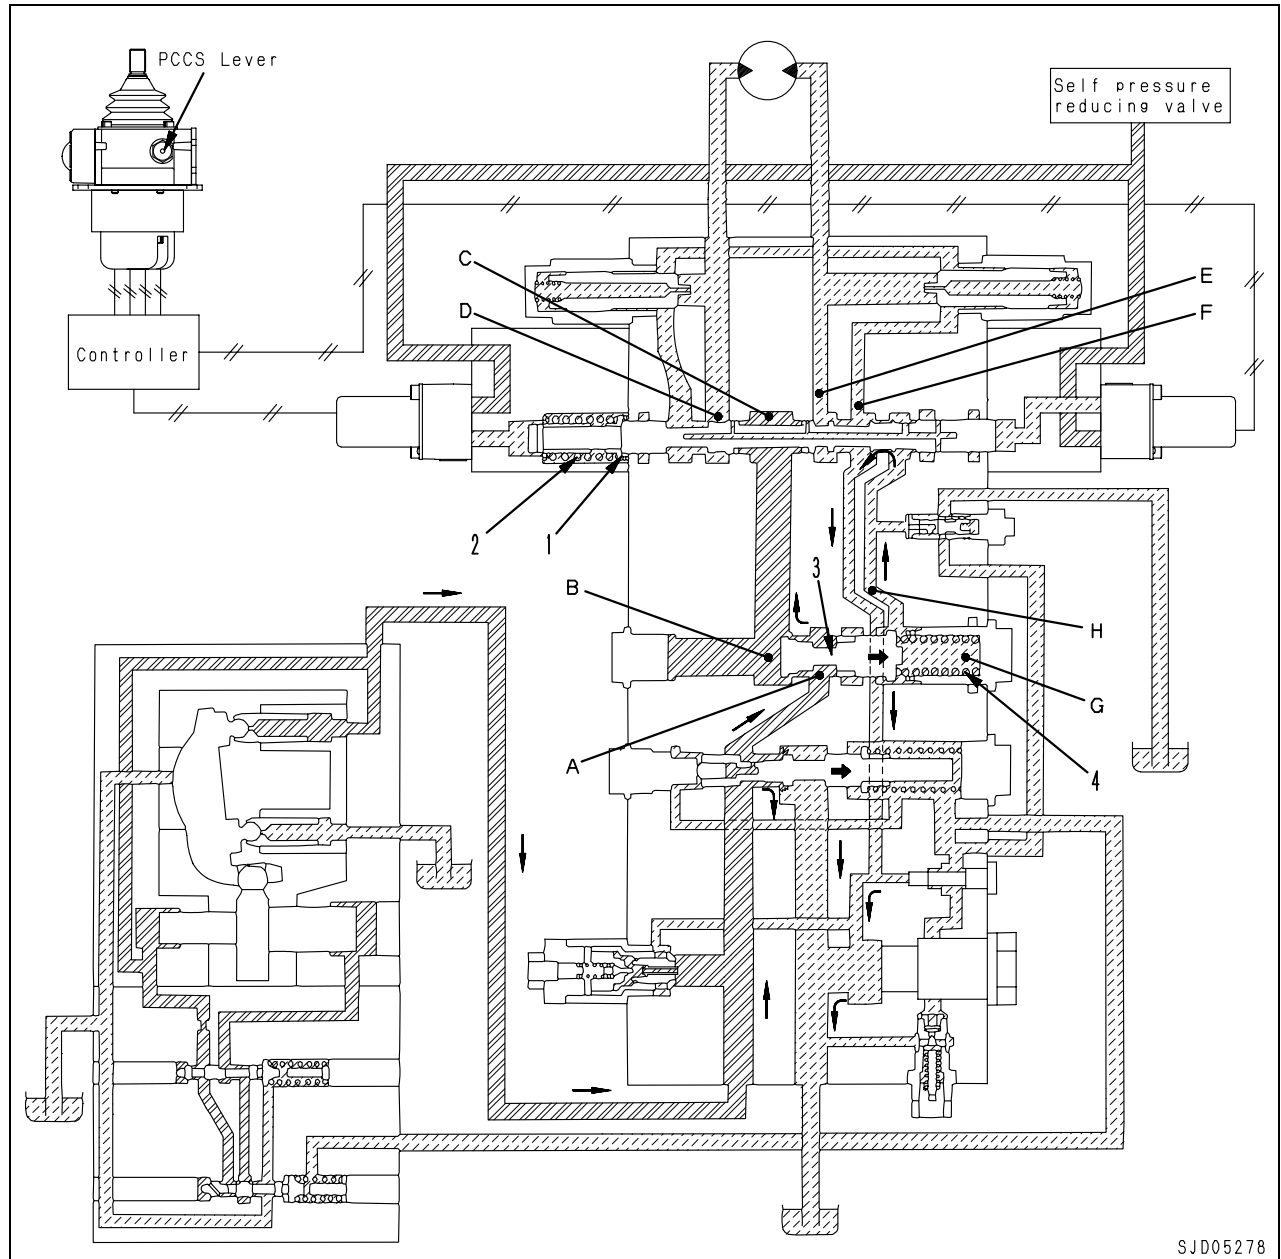 PCCS Lever
Self pressure
reducing valve
Controller
C
D
E
F
2
1
3
B
H
G
A
4
SJD05278